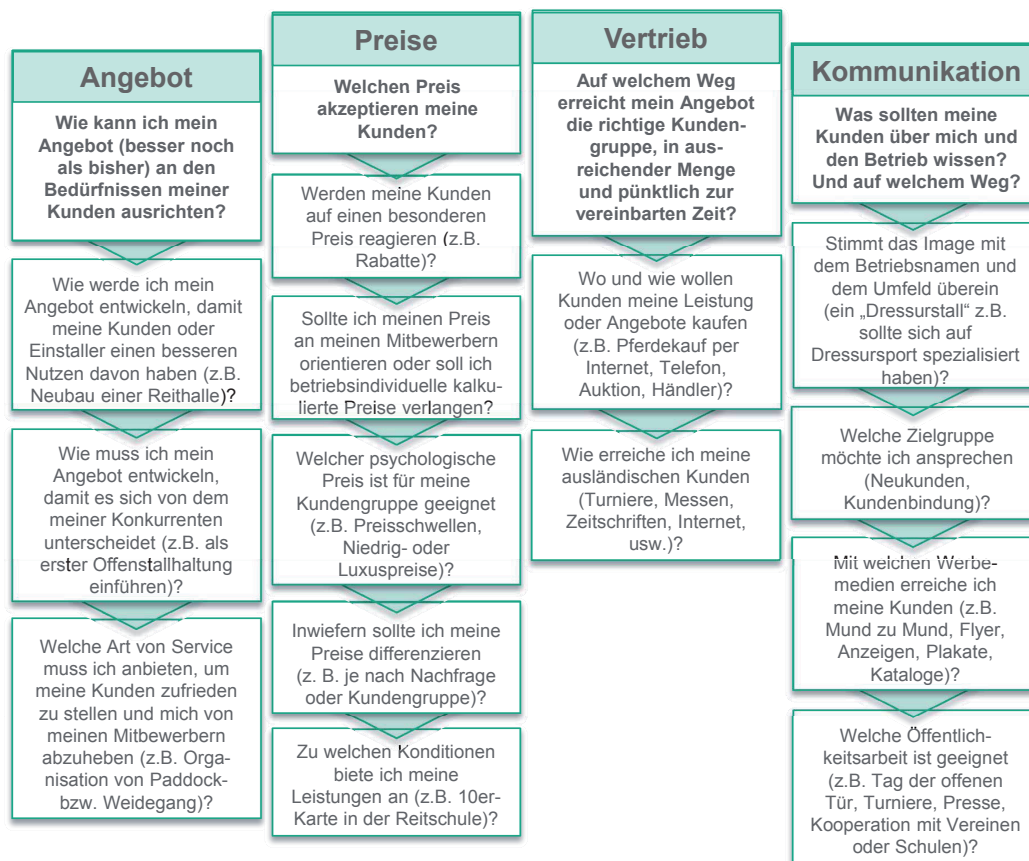 Angebot
Wie kann ich mein
Angebot (besser noch
als bisher) an den
Bedürfnissen meiner
Kunden ausrichten?
Wie werde ich mein
Angebot entwickeln, damit
meine Kunden oder
Einstaller einen besseren
Nutzen davon haben (z.B.
Neubau einer Reithalle)?
Wie muss ich mein
Angebot entwickeln,
damit es sich von dem
meiner Konkurrenten
unterscheidet (z.B. als
erster Offenstallhaltung
einführen)?
Welche Art von Service
muss ich anbieten, um
meine Kunden zufrieden
zu stellen und mich von
meinen Mitbewerbern
abzuheben (z.B. Orga-
nisation von Paddock-
bzw. Weidegang)?
Preise
Welchen Preis
akzeptieren meine
Kunden?
Werden meine Kunden
auf einen besonderen
Preis reagieren (z.B.
Rabatte)?
Sollte ich meinen Preis
an meinen Mitbewerbern
orientieren oder soll ich
betriebsindividuelle kalku-
lierte Preise verlangen?
Welcher psychologische
Preis ist für meine
Kundengruppe geeignet
(z.B. Preisschwellen,
Niedrig- oder
Luxuspreise)?
Inwiefern sollte ich meine
Preise differenzieren
(z. B. je nach Nachfrage
oder Kundengruppe)?
Zu welchen Konditionen
biete ich meine
Leistungen an (z.B. 10er-
Karte in der Reitschule)?
Vertrieb
Auf welchem Weg
erreicht mein Angebot
die richtige Kunden-
gruppe, in aus-
reichender Menge
und pünktlich zur
vereinbarten Zeit?
Wo und wie wollen
Kunden meine Leistung
oder Angebote kaufen
(z.B. Pferdekauf per
Internet, Telefon,
Auktion, Händler)?
Wie erreiche ich meine
ausländischen Kunden
(Turniere, Messen,
Zeitschriften, Internet,
usw.)?
Kommunikation
Was sollten meine
Kunden über mich und
den Betrieb wissen?
Und auf welchem Weg?
Stimmt das Image mit
dem Betriebsnamen und
dem Umfeld überein
(ein „Dressurstall“ z.B.
sollte sich auf
Dressursport spezialisiert
haben)?
Welche Zielgruppe
möchte ich ansprechen
(Neukunden,
Kundenbindung)?
Mit welchen Werbe-
medien erreiche ich
meine Kunden (z.B.
Mund zu Mund, Flyer,
Anzeigen, Plakate,
Kataloge)?
Welche Öffentlich-
keitsarbeit ist geeignet
(z.B. Tag der offenen
Tür, Turniere, Presse,
Kooperation mit Vereinen
oder Schulen)?